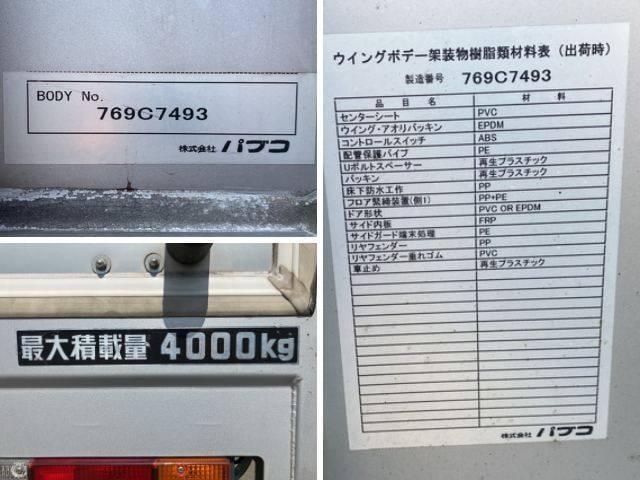 BODY No.
769C7493
株式会社 パブコ
最大積載量 4000kg
ウイングボデー架装物樹脂類材料表（出荷時）
製造番号 769C7493
品 目 名 材 料
センターシート PVC
ウイング・アオリパッキン EPDM
コントロールスイッチ ABS
配管保護パイプ PE
Uボルトスペーサー 再生プラスチック
パッキン 再生プラスチック
床下防水工作 PP
フロア緊締装置(側1) PP+PE
ドア形状 PVC OR EPDM
サイド内板 FRP
サイドガード端末処理 PE
リヤフェンダー PP
リヤフェンダー垂れゴム PVC
車止め 再生プラスチック
株式会社 パブコ